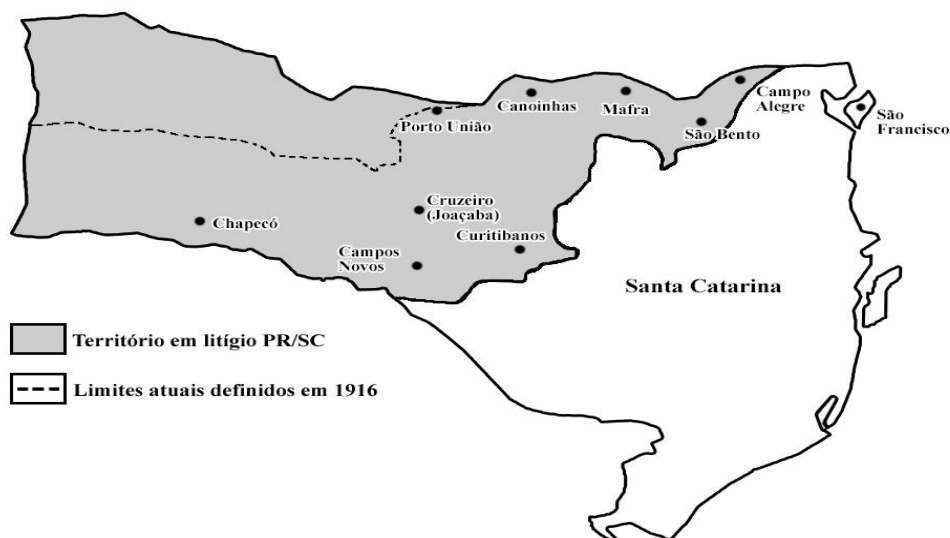 Campo
Alegre
Canoinhas
Mafra
São
Francisco
Porto União
São Bento
Cruzeiro
(Joaçaba)
Chapecó
Curitibanos
Campos
Novos
Santa Catarina
Território em litígio PR/SC
Limites atuais definidos em 1916